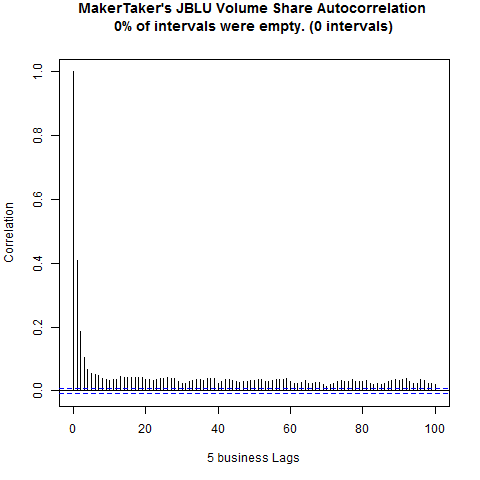 MakerTaker's JBLU Volume Share Autocorrelation
0% of intervals were empty. (0 intervals)
Correlation
1.0
0.8
0.6
0.4
0.2
0.0
0 20 40 60 80 100
5 business Lags